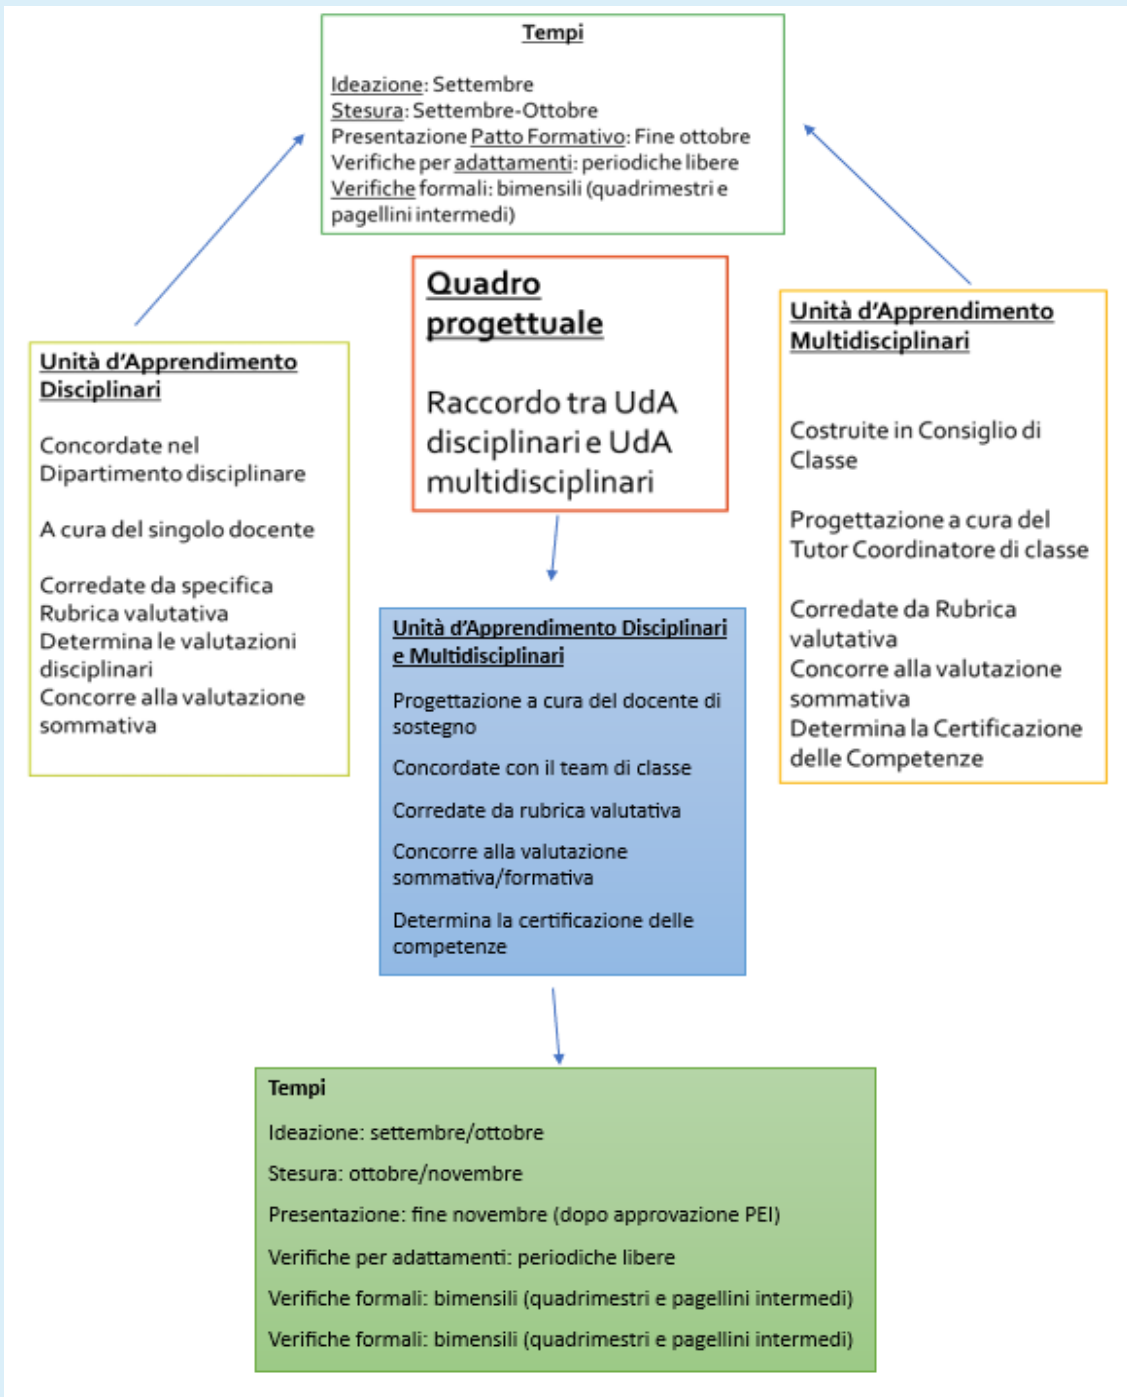 Tempi
Ideazione: Settembre
Stesura: Settembre-Ottobre
Presentazione Patto Formativo: Fine ottobre
Verifiche per adattamenti: periodiche libere
Verifiche formali: bimensili (quadrimestri e
pagellini intermedi)
Quadro
progettuale
Raccordo tra UdA
disciplinari e UdA
multidisciplinari
Unità d'Apprendimento
Disciplinari
Concordate nel
Dipartimento disciplinare
A cura del singolo docente
Corredate da specifica
Rubrica valutativa
Determina le valutazioni
disciplinari
Concorre alla valutazione
sommativa
Unità d'Apprendimento
Multidisciplinari
Costruite in Consiglio di
Classe
Progettazione a cura del
Tutor Coordinatore di classe
Corredate da Rubrica
valutativa
Concorre alla valutazione
sommativa
Determina la Certificazione
delle Competenze
Unità d'Apprendimento Disciplinari
e Multidisciplinari
Progettazione a cura del docente di
sostegno
Concordate con il team di classe
Corredate da rubrica valutativa
Concorre alla valutazione
sommativa/formativa
Determina la certificazione delle
competenze
Tempi
Ideazione: settembre/ottobre
Stesura: ottobre/novembre
Presentazione: fine novembre (dopo approvazione PEI)
Verifiche per adattamenti: periodiche libere
Verifiche formali: bimensili (quadrimestri e pagellini intermedi)
Verifiche formali: bimensili (quadrimestri e pagellini intermedi)